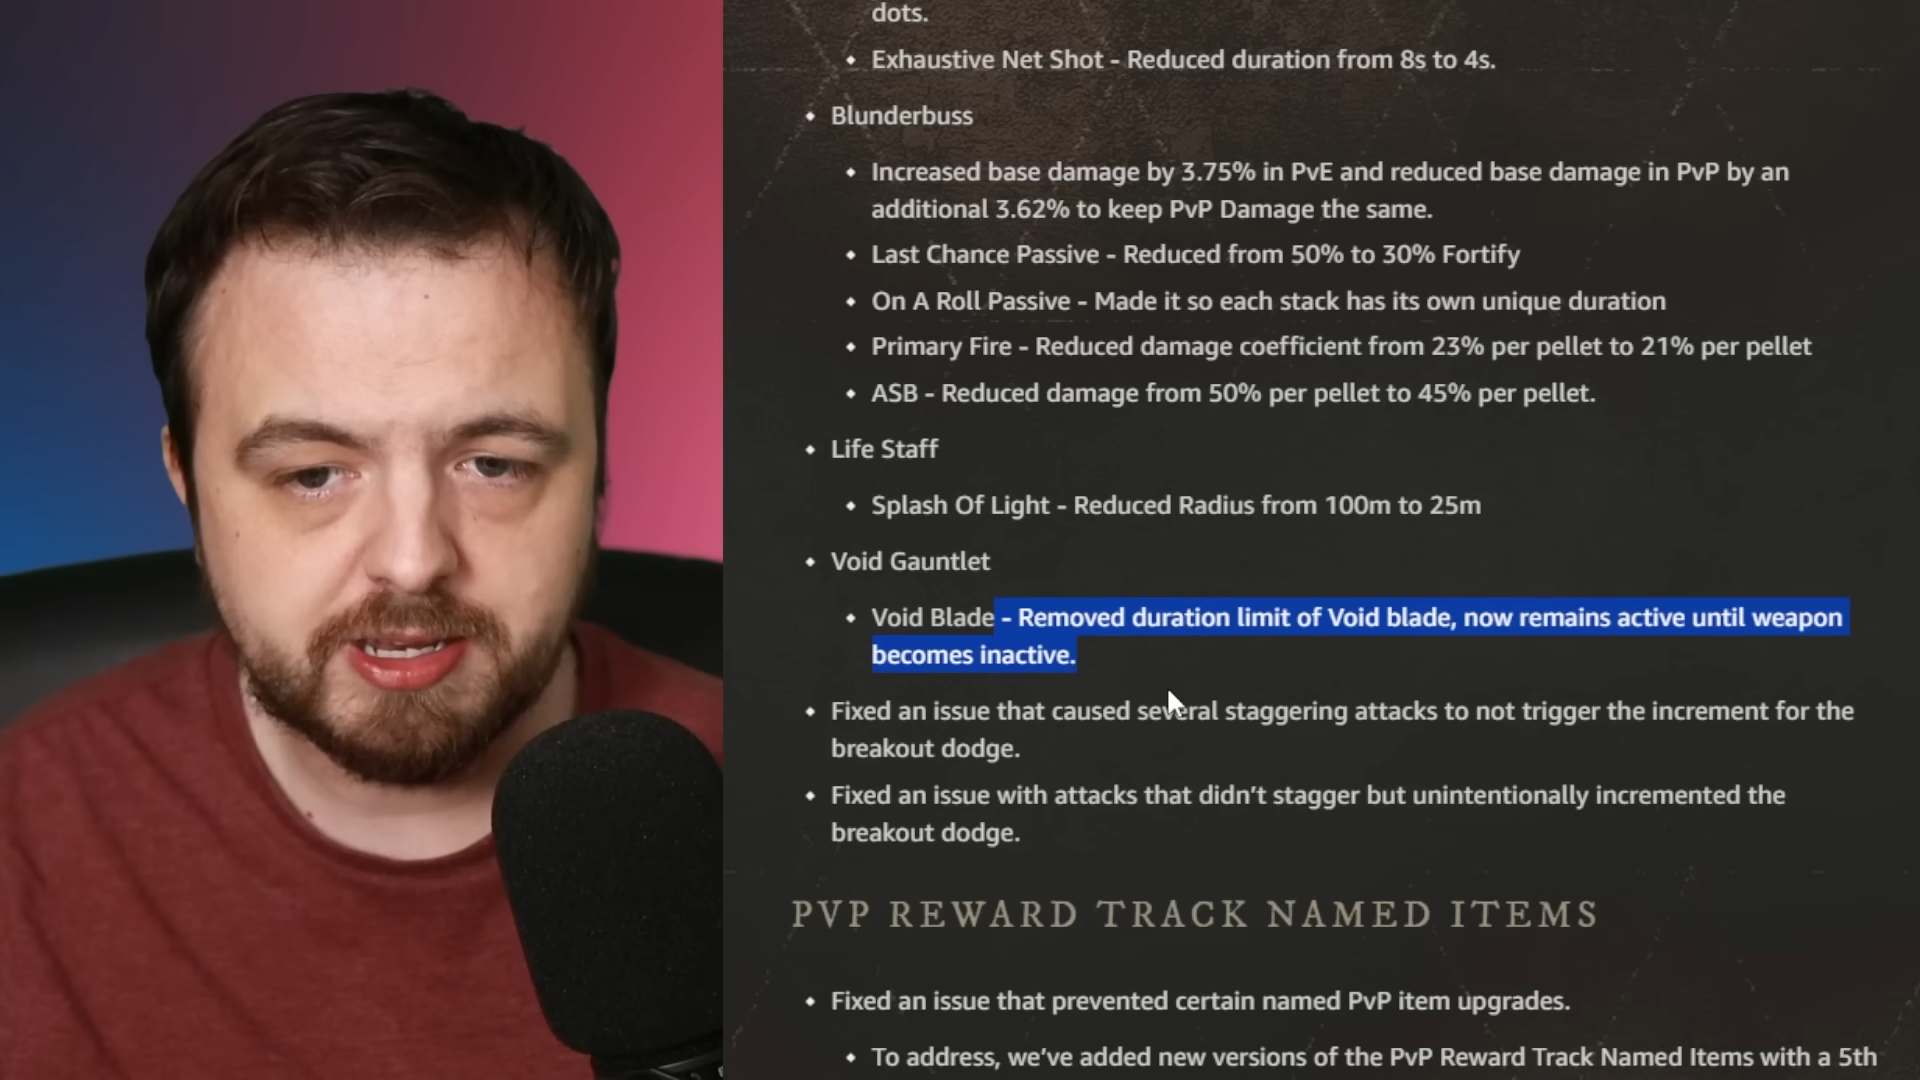 dots.
Exhaustive Net Shot - Reduced duration from 8s to 4s.
Blunderbuss
Increased base damage by 3.75% in PvE and reduced base damage in PvP by an
additional 3.62% to keep PvP Damage the same.
Last Chance Passive - Reduced from 50% to 30% Fortify
On A Roll Passive - Made it so each stack has its own unique duration
Primary Fire - Reduced damage coefficient from 23% per pellet to 21% per pellet
ASB - Reduced damage from 50% per pellet to 45% per pellet.
Life Staff
Splash Of Light - Reduced Radius from 100m to 25m
Void Gauntlet
Void Blade - Removed duration limit of Void blade, now remains active until weapon
becomes inactive.
Fixed an issue that caused several staggering attacks to not trigger the increment for the
breakout dodge.
Fixed an issue with attacks that didn't stagger but unintentionally incremented the
breakout dodge.
PVP REWARD TRACK NAMED ITEMS
Fixed an issue that prevented certain named PvP item upgrades.
To address, we've added new versions of the PvP Reward Track Named Items with a 5th